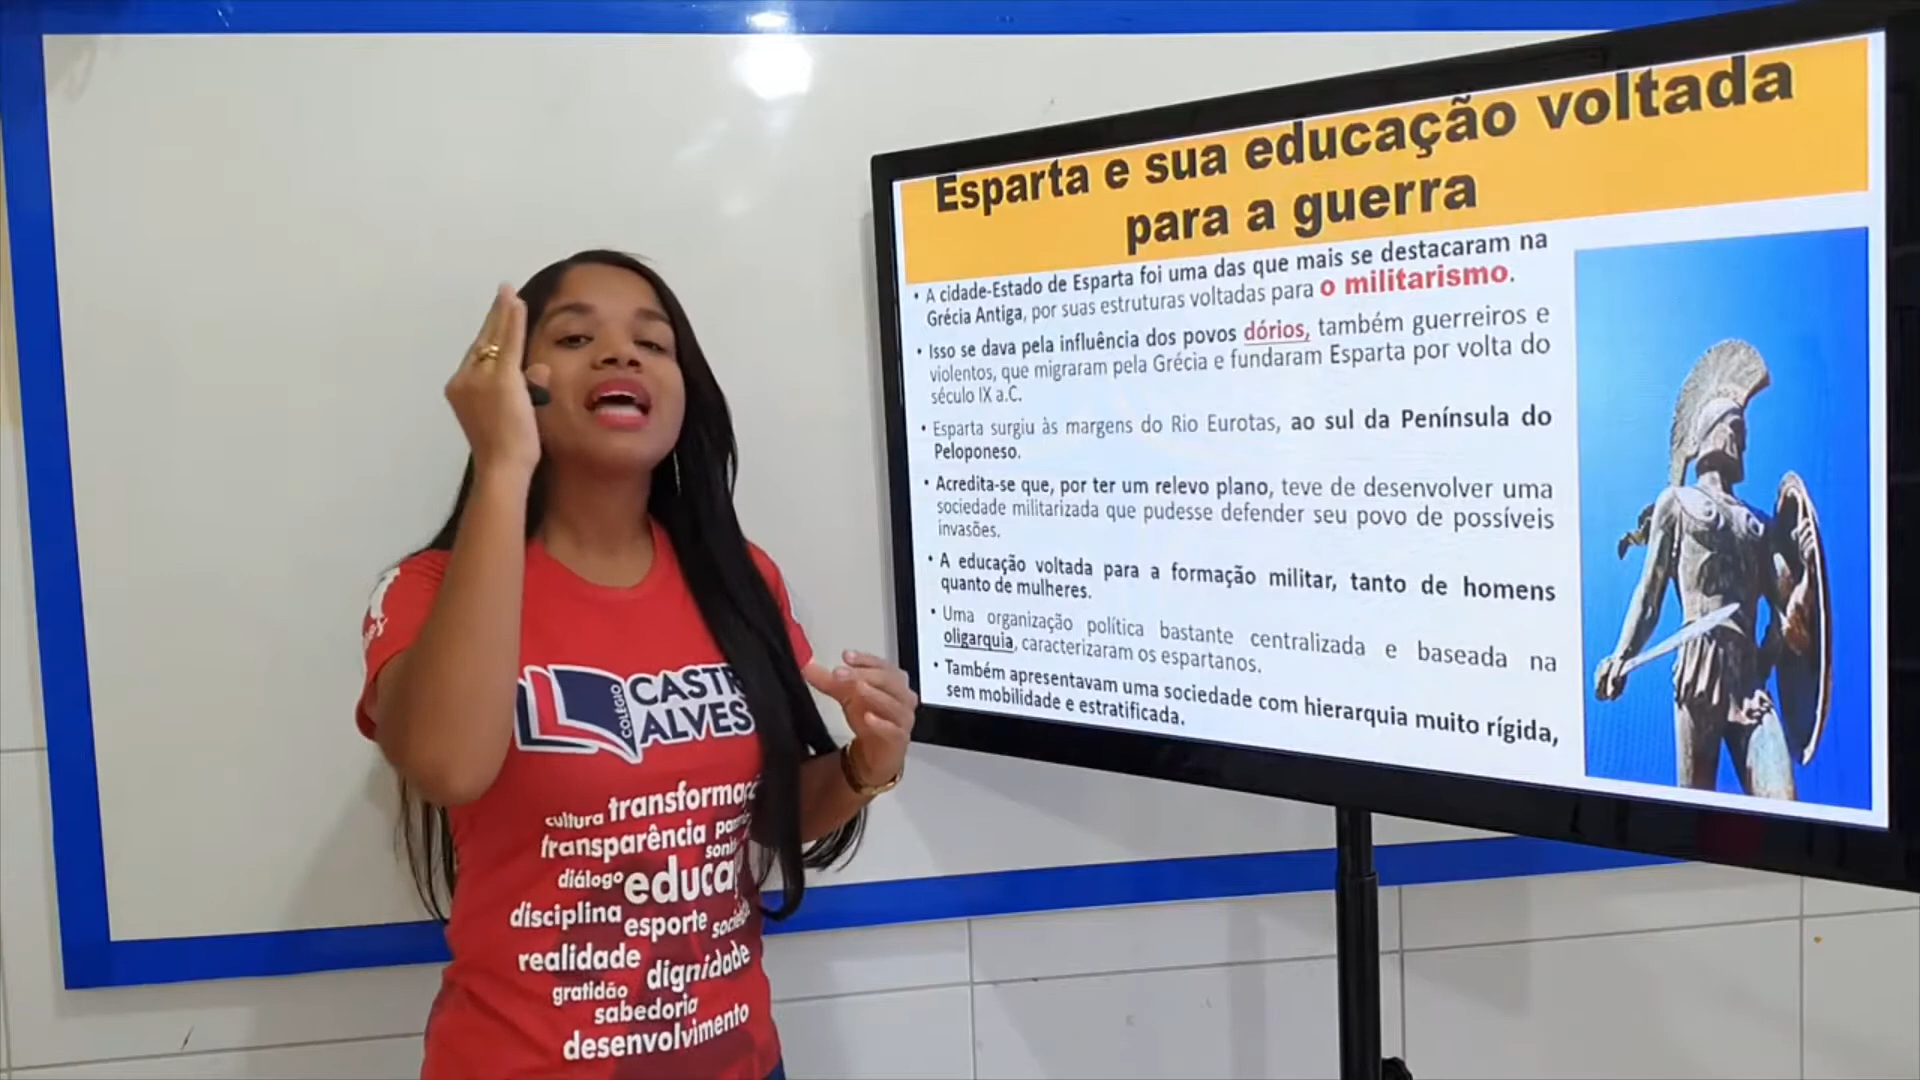 Esparta e sua educação voltada
para a guerra
• A cidade-Estado de Esparta foi uma das que mais se destacaram na
Grécia Antiga, por suas estruturas voltadas para o militarismo.
• Isso se dava pela influência dos povos dórios, também guerreiros e
violentos, que migraram pela Grécia e fundaram Esparta por volta do
século IX a.C.
• Esparta surgiu às margens do Rio Eurotas, ao sul da Península do
Peloponeso.
• Acredita-se que, por ter um relevo plano, teve de desenvolver uma
sociedade militarizada que pudesse defender seu povo de possíveis
invasões.
• A educação voltada para a formação militar, tanto de homens
quanto de mulheres.
• Uma organização política bastante centralizada e baseada na
oligarquia, caracterizaram os espartanos.
• Também apresentavam uma sociedade com hierarquia muito rígida,
sem mobilidade e estratificada.
COLÉGIO
ALVES
cultura
transparência
diálogo
disciplina esporte
realidade dignidade
gratidão
sabedoria
desenvolvimento